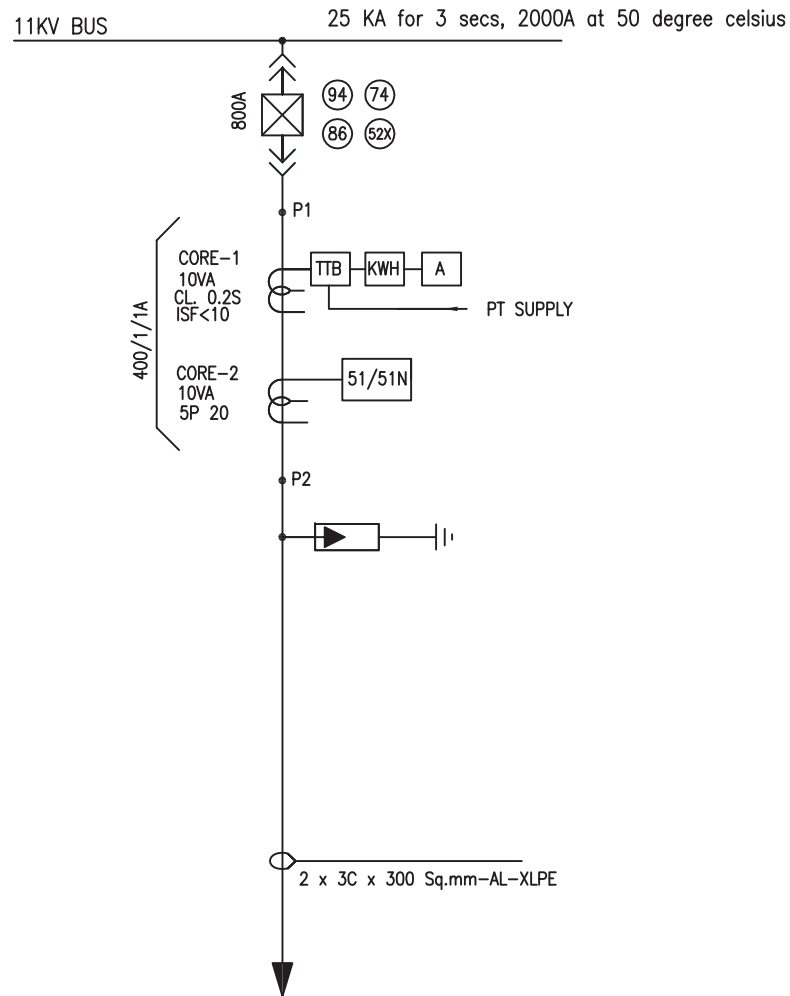 11KV BUS
25 KA for 3 secs, 2000A at 50 degree celsius
800A
94
74
86
52X
P1
400/1/1A
CORE-1
10VA
CL. 0.2S
ISF<10
TTB
KWH
A
PT SUPPLY
CORE-2
10VA
5P 20
51/51N
P2
2 x 3C x 300 Sq.mm-AL-XLPE